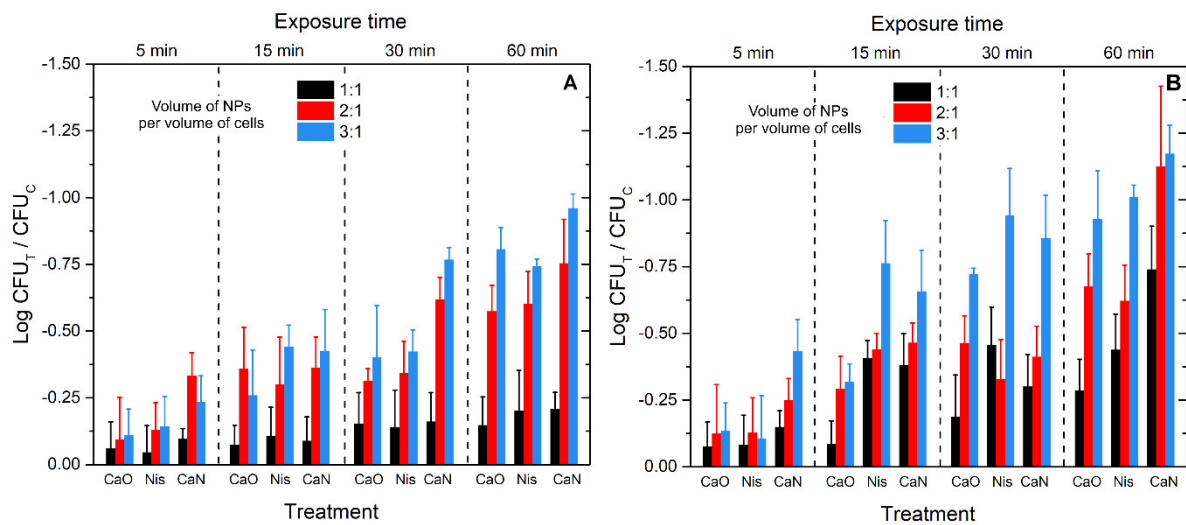 Exposure time
5 min 15 min 30 min 60 min
A
1:1
2:1
3:1
Volume of NPs
per volume of cells
Log CFU_T / CFU_C
-1.50
-1.25
-1.00
-0.75
-0.50
-0.25
0.00
CaO Nis CaN CaO Nis CaN CaO Nis CaN CaO Nis CaN
Treatment
Exposure time
5 min 15 min 30 min 60 min
B
1:1
2:1
3:1
Volume of NPs
per volume of cells
Log CFU_T / CFU_C
-1.50
-1.25
-1.00
-0.75
-0.50
-0.25
0.00
CaO Nis CaN CaO Nis CaN CaO Nis CaN CaO Nis CaN
Treatment